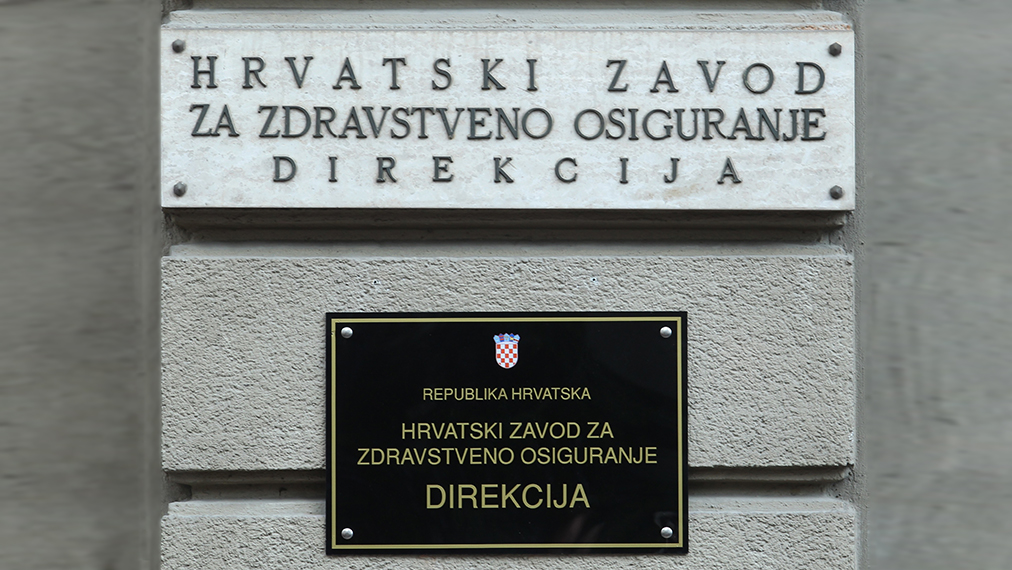 HRVATSKI ZAVOD
ZA ZDRAVSTVENO OSIGURANJE
DIREKCIJA
REPUBLIKA HRVATSKA
HRVATSKI ZAVOD ZA
ZDRAVSTVENO OSIGURANJE
DIREKCIJA